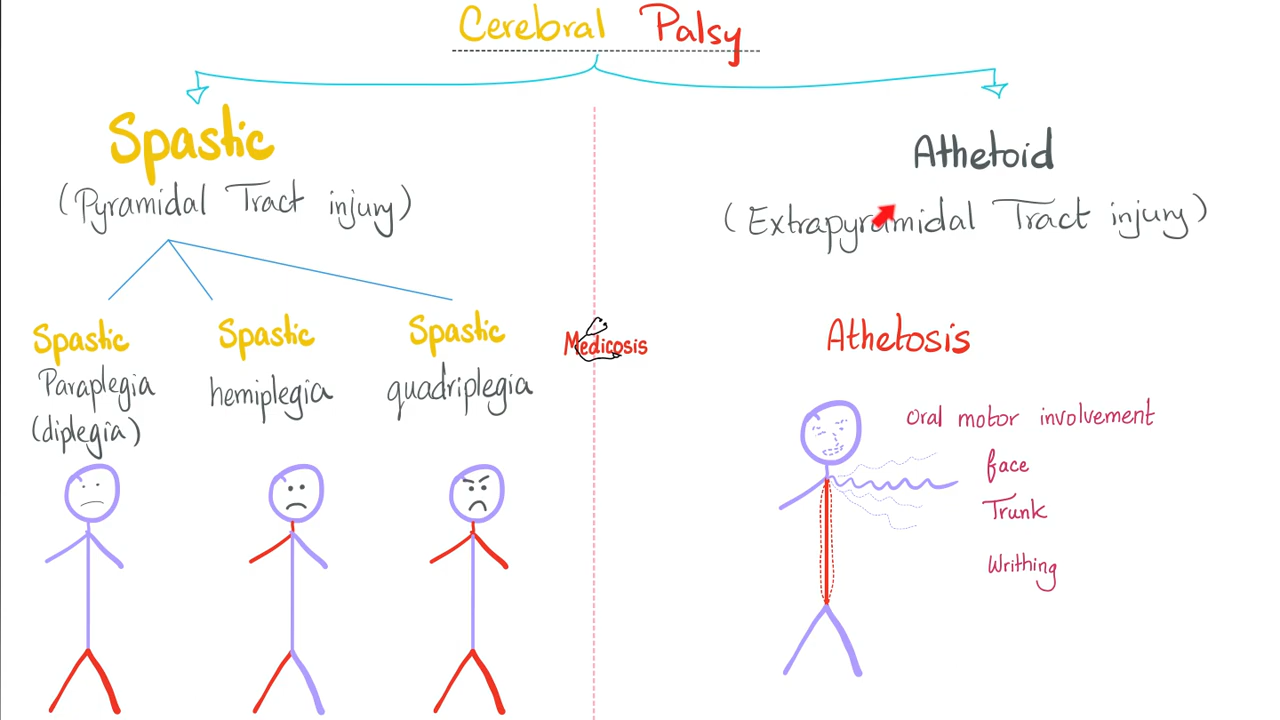 Cerebral Palsy
Spastic
(Pyramidal Tract injury)
Spastic
Paraplegia
(diplegia)
Spastic
hemiplegia
Spastic
quadriplegia
Medicosis
Athetoid
(Extrapyramidal Tract injury)
Athetosis
Oral motor involvement
face
Trunk
Writhing